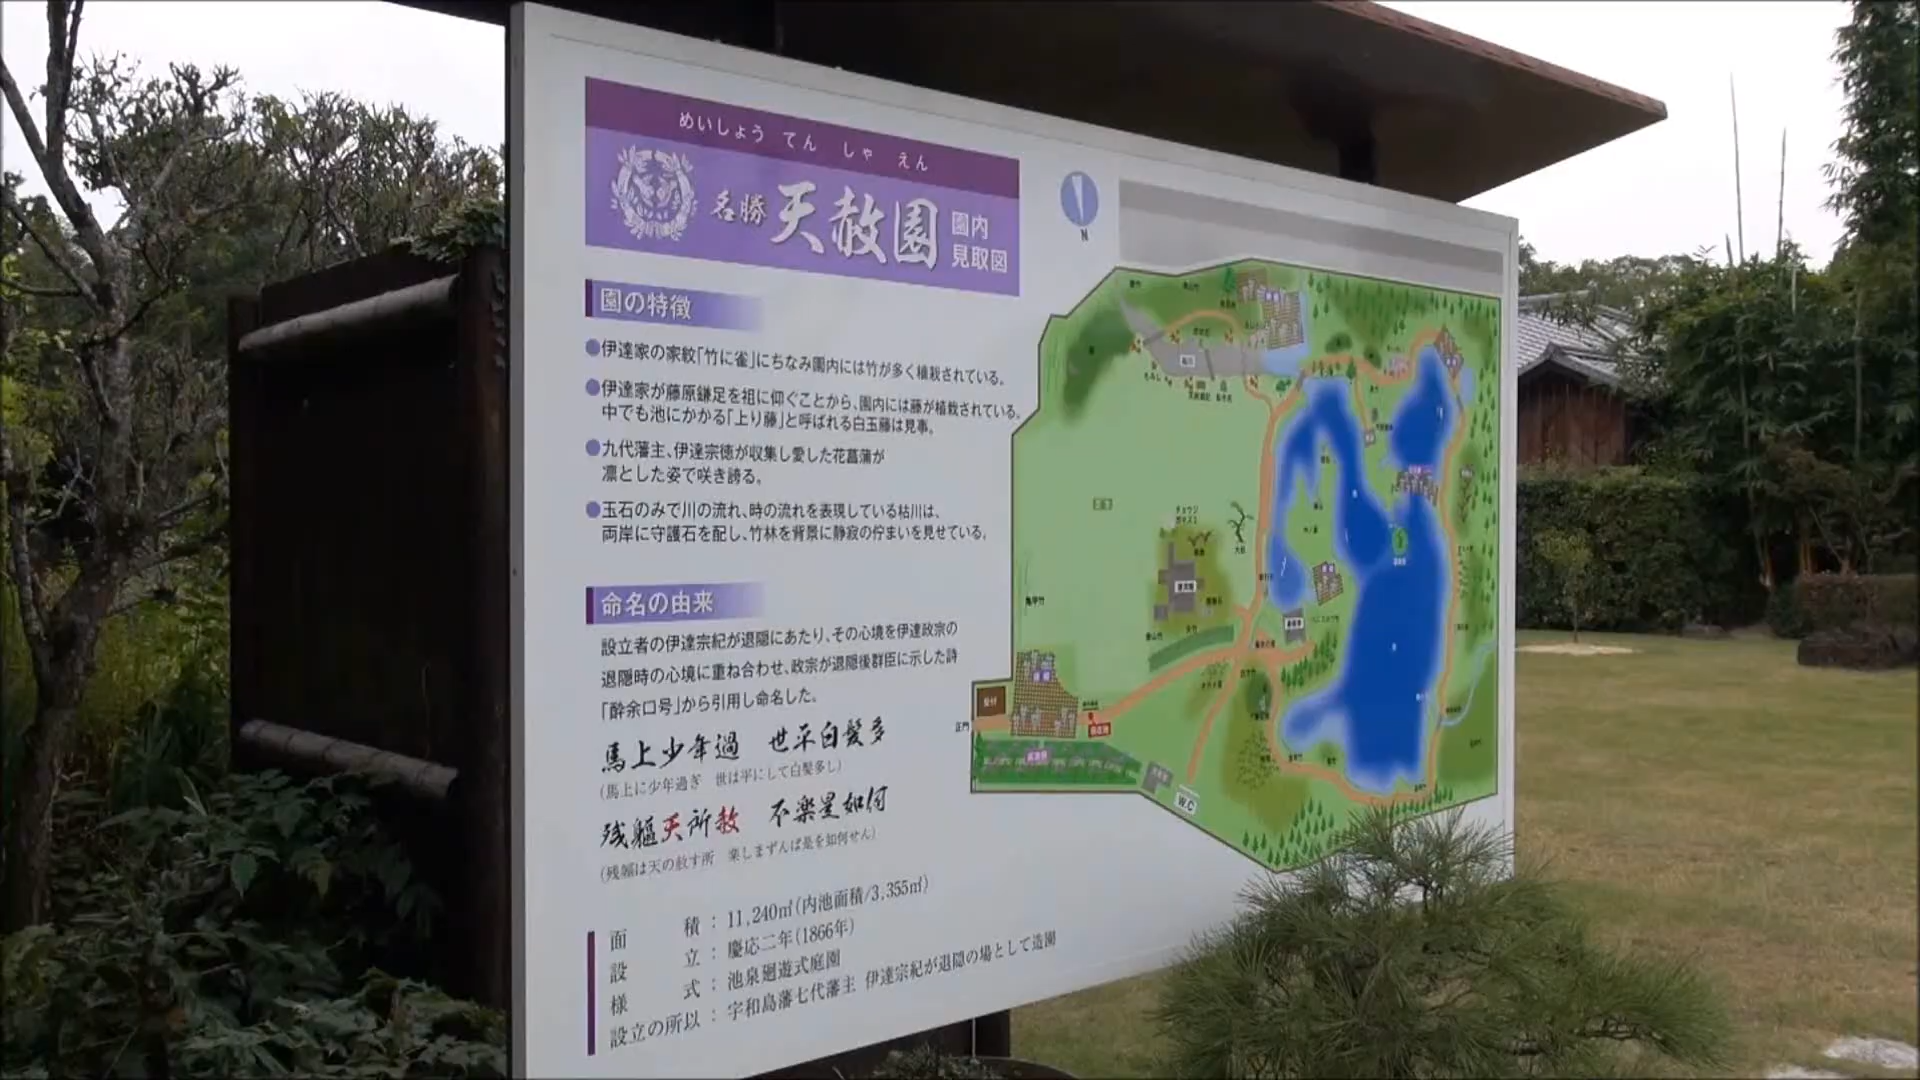 めいしょう てん しゃ えん
名勝 天赦園 園内見取図
園の特徴
●伊達家の家紋「竹に雀」にちなみ園内には竹が多く植栽されている。
●伊達家が藤原鎌足を祖に仰ぐことから、園内には藤が植栽されている。
中でも池にかかる「上り藤」と呼ばれる白玉藤は見事。
●九代藩主、伊達宗徳が収集し愛した花菖蒲が
凛とした姿で咲き誇る。
●玉石のみで川の流れ、時の流れを表現している枯川は、
両岸に守護石を配し、竹林を背景に静寂の佇まいを見せている。
命名の由来
設立者の伊達宗紀が退隠にあたり、その心境を伊達政宗の
退隠時の心境に重ね合わせ、政宗が退隠後群臣に示した詩
「酔余口号」から引用し命名した。
馬上少年過 世平白髪多
(馬上に少年過ぎ 世は平にして白髪多し)
残軀天所赦 不楽是如何
(残軀は天の赦す所 楽しまずんば是を如何せん)
面積:11,240㎡(内池面積/3,355㎡)
設立:慶応二年(1866年)
様式:池泉廻遊式庭園
設立の所以:宇和島藩七代藩主 伊達宗紀が退隠の場として造園
N
受付
正門
W.C